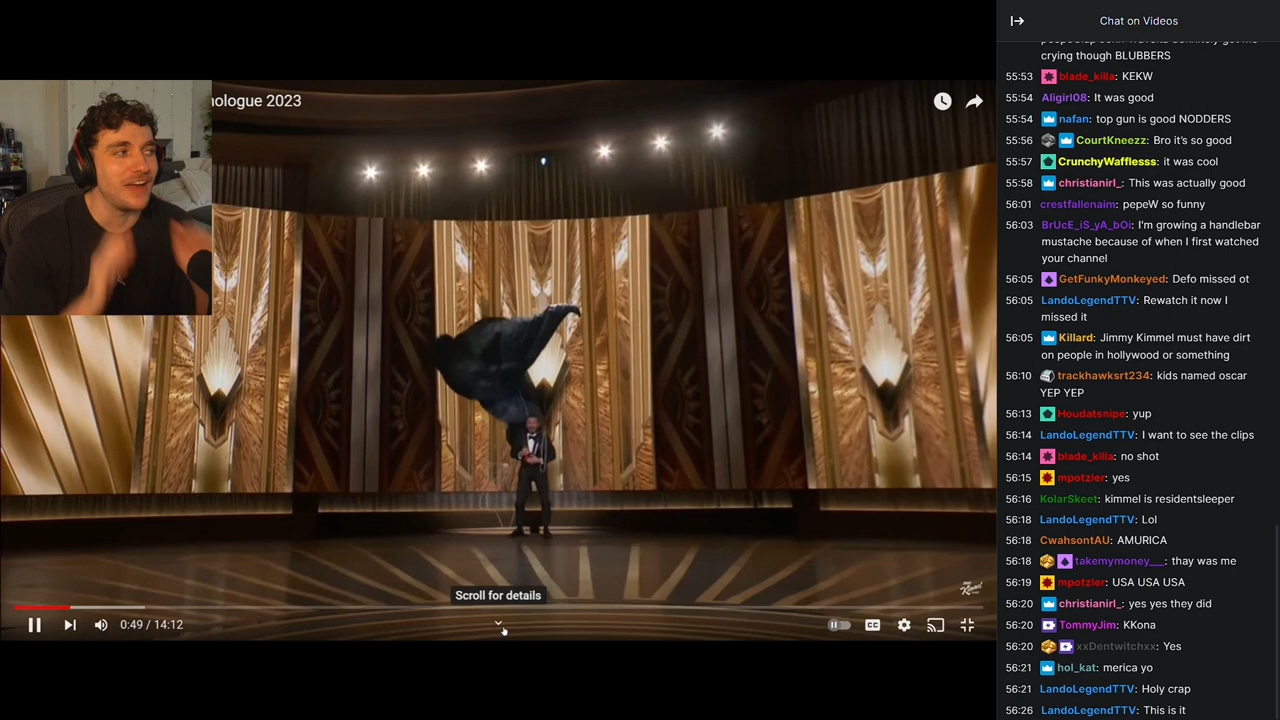 Chat on Videos
crying though BLUBBERS
55:53 blade_killa: KEKW
55:54 Aligirl08: It was good
55:54 nafan: top gun is good NODDERS
55:56 CourtKneezz: Bro it's so good
55:57 CrunchyWafflesss: it was cool
55:58 christianirl_: This was actually good
56:01 crestfallenaim: pepeW so funny
56:03 BrUcE_iS_yA_bOi: I'm growing a handlebar
mustache because of when I first watched
your channel
56:05 GetFunkyMonkeyed: Defo missed ot
56:05 LandoLegendTTV: Rewatch it now I
missed it
56:05 Killard: Jimmy Kimmel must have dirt
on people in hollywood or something
56:10 trackhawksrt234: kids named oscar
YEP YEP
56:13 Houdatsnipe: yup
56:14 LandoLegendTTV: I want to see the clips
56:14 blade_killa: no shot
56:15 mpotzler: yes
56:16 KolarSkeet: kimmel is residentsleeper
56:18 LandoLegendTTV: Lol
56:18 CwahsontAU: AMURICA
56:18 takemymoney__: thay was me
56:19 mpotzler: USA USA USA
56:20 christianirl_: yes yes they did
56:20 TommyJim: KKona
56:20 xxDentwitchxx: Yes
56:21 hol_kat: merica yo
56:21 LandoLegendTTV: Holy crap
56:26 LandoLegendTTV: This is it
nologue 2023
Scroll for details
0:49 / 14:12
CC